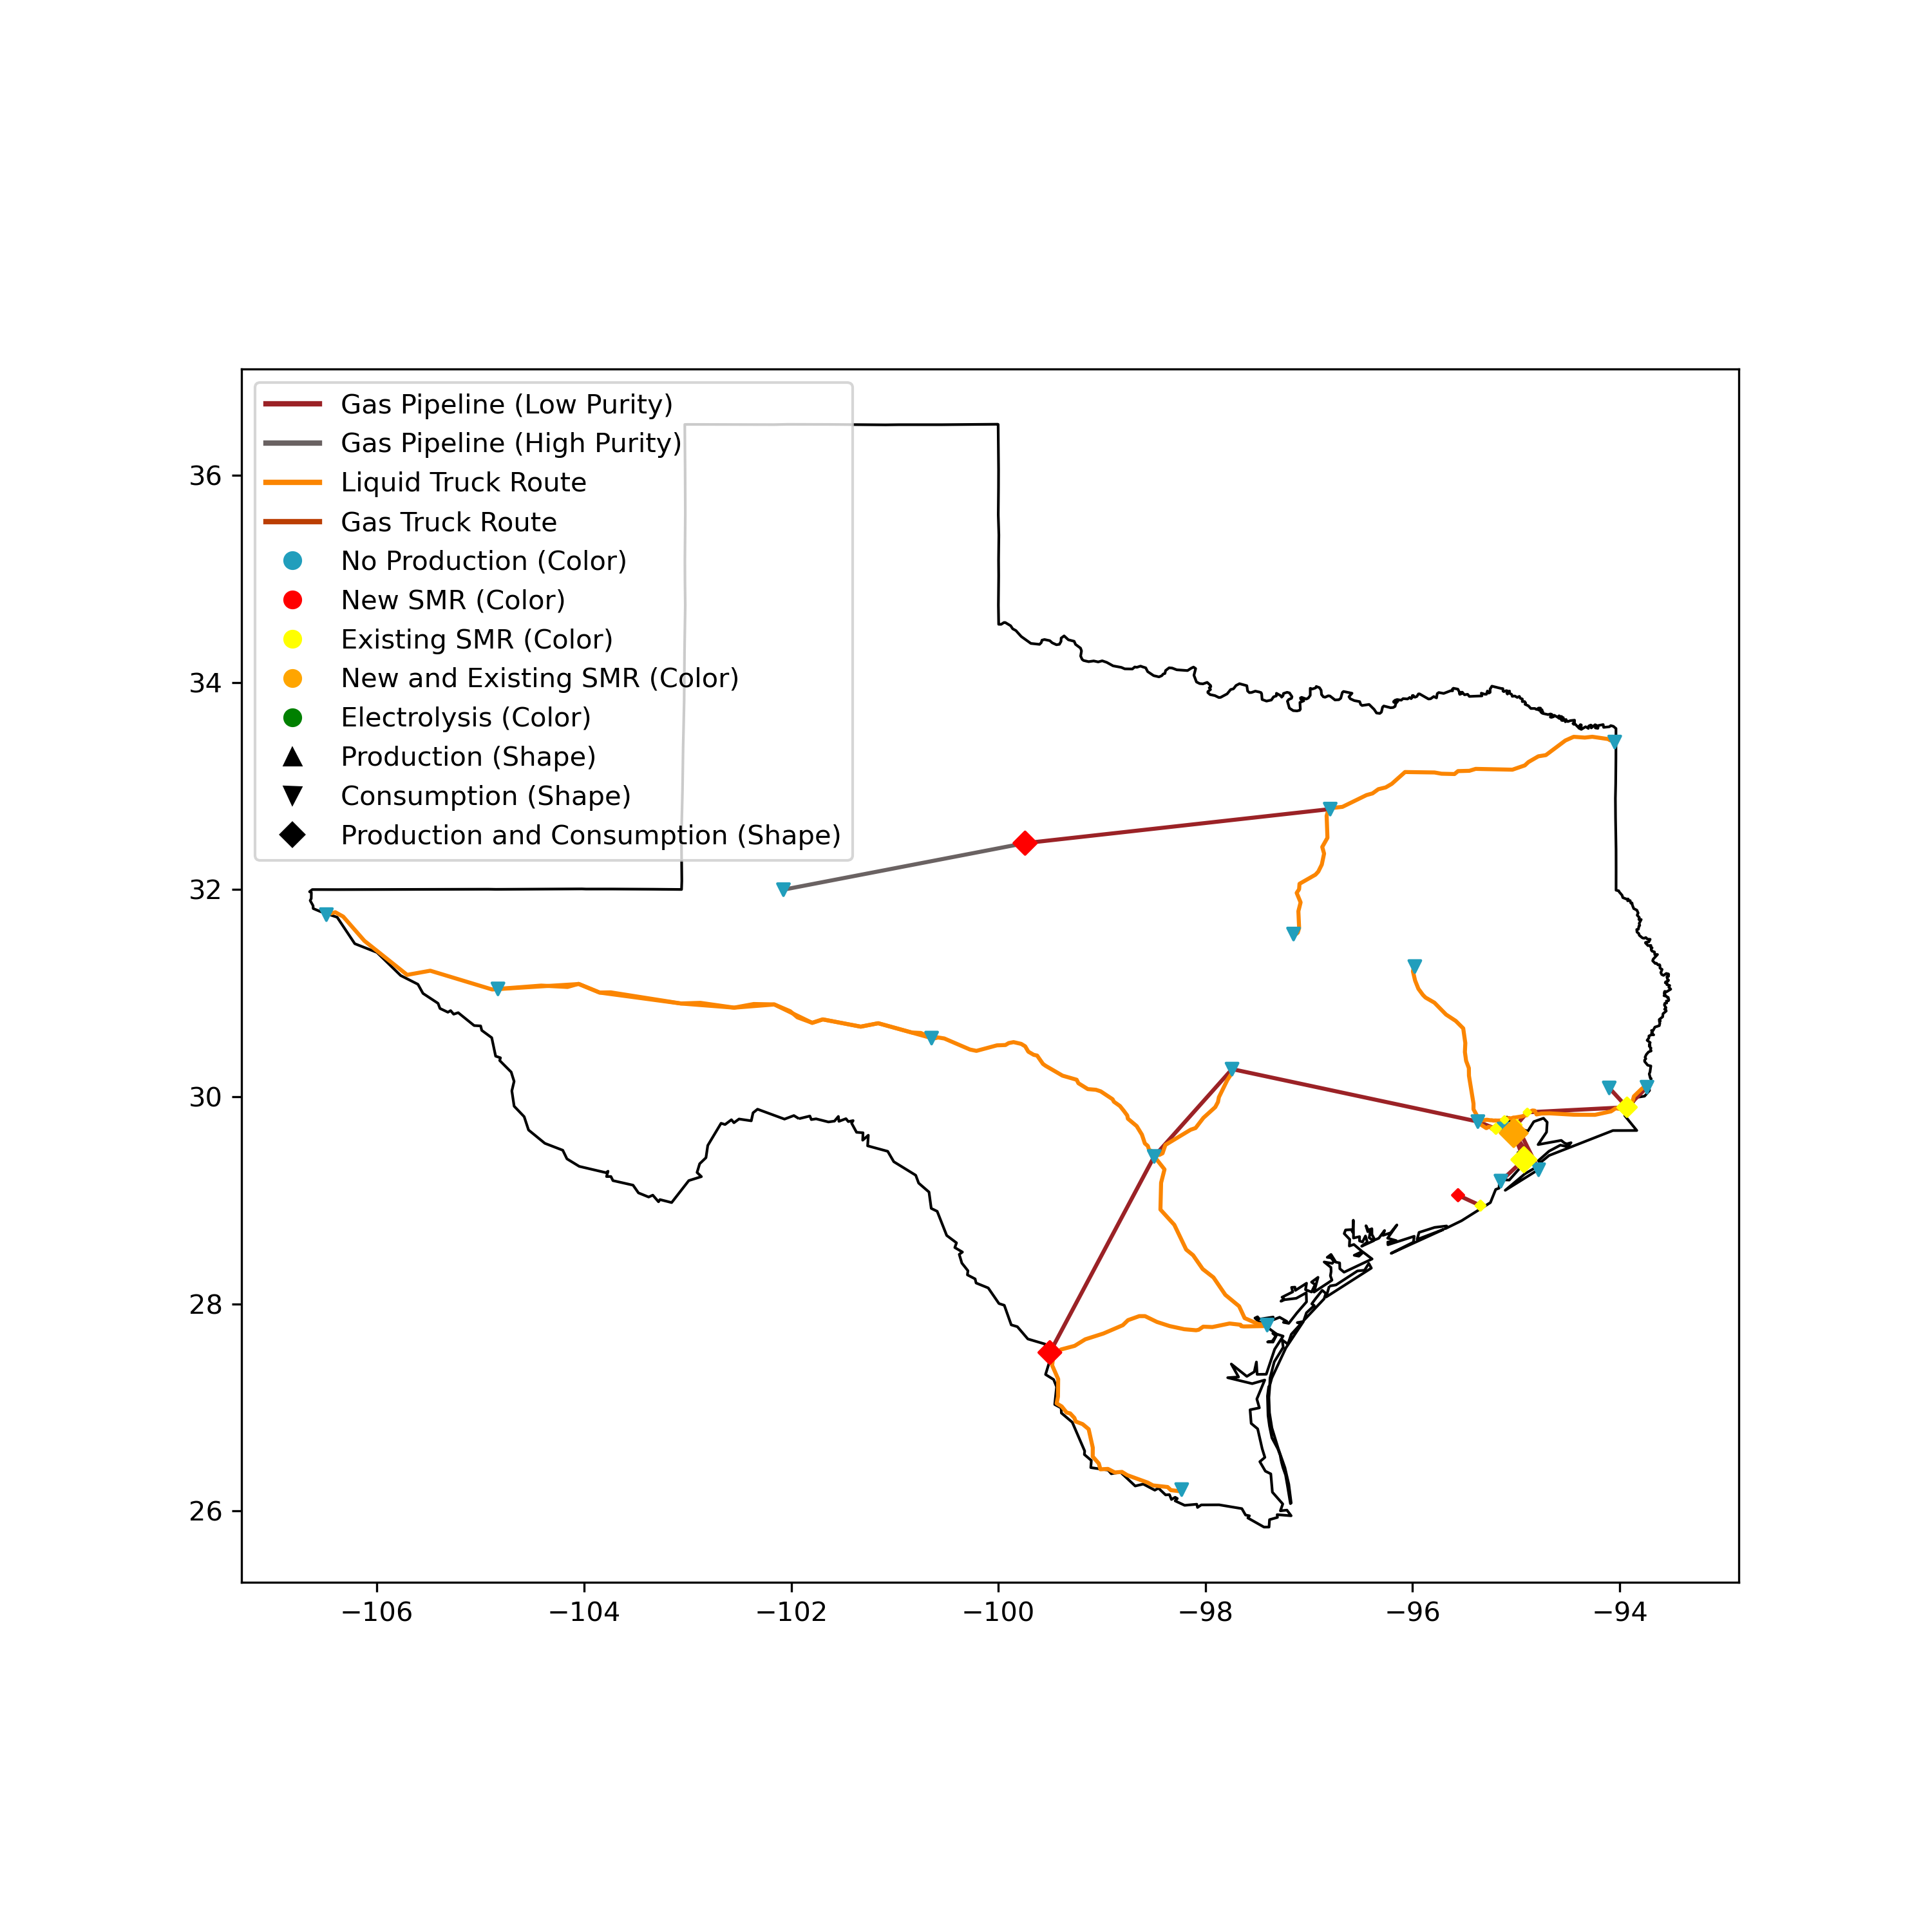 Gas Pipeline (Low Purity)
Gas Pipeline (High Purity)
Liquid Truck Route
Gas Truck Route
No Production (Color)
New SMR (Color)
Existing SMR (Color)
New and Existing SMR (Color)
Electrolysis (Color)
Production (Shape)
Consumption (Shape)
Production and Consumption (Shape)
36
34
32
30
28
26
−106
−104
−102
−100
−98
−96
−94